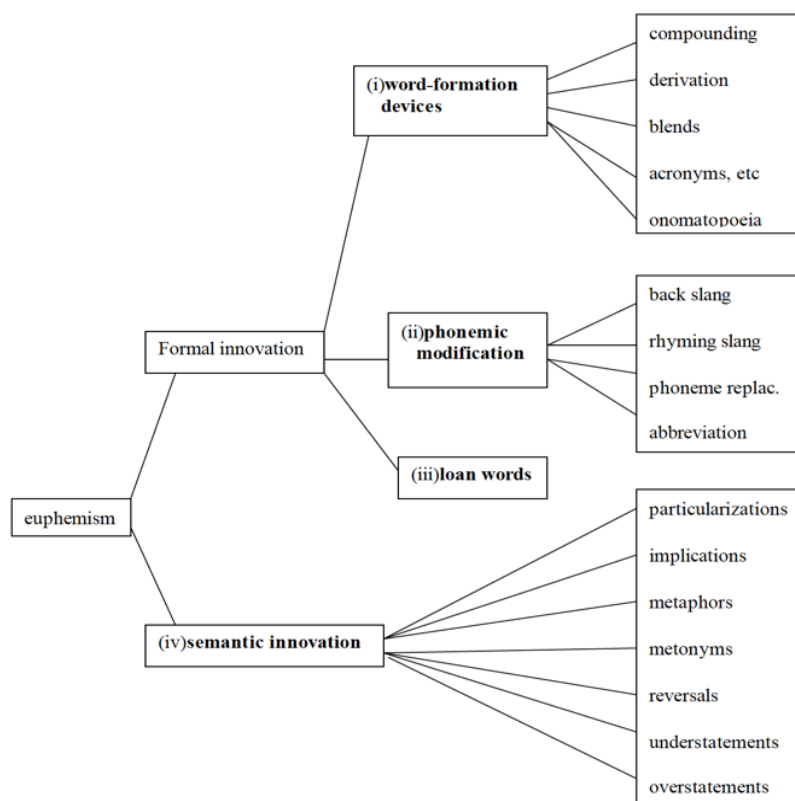 compounding
(i)word-formation
devices
derivation
blends
acronyms, etc
onomatopoeia
back slang
(ii)phonemic
modification
Formal innovation
rhyming slang
phoneme replac.
abbreviation
(iii)loan words
euphemism
particularizations
implications
metaphors
(iv)semantic innovation
metonyms
reversals
understatements
overstatements